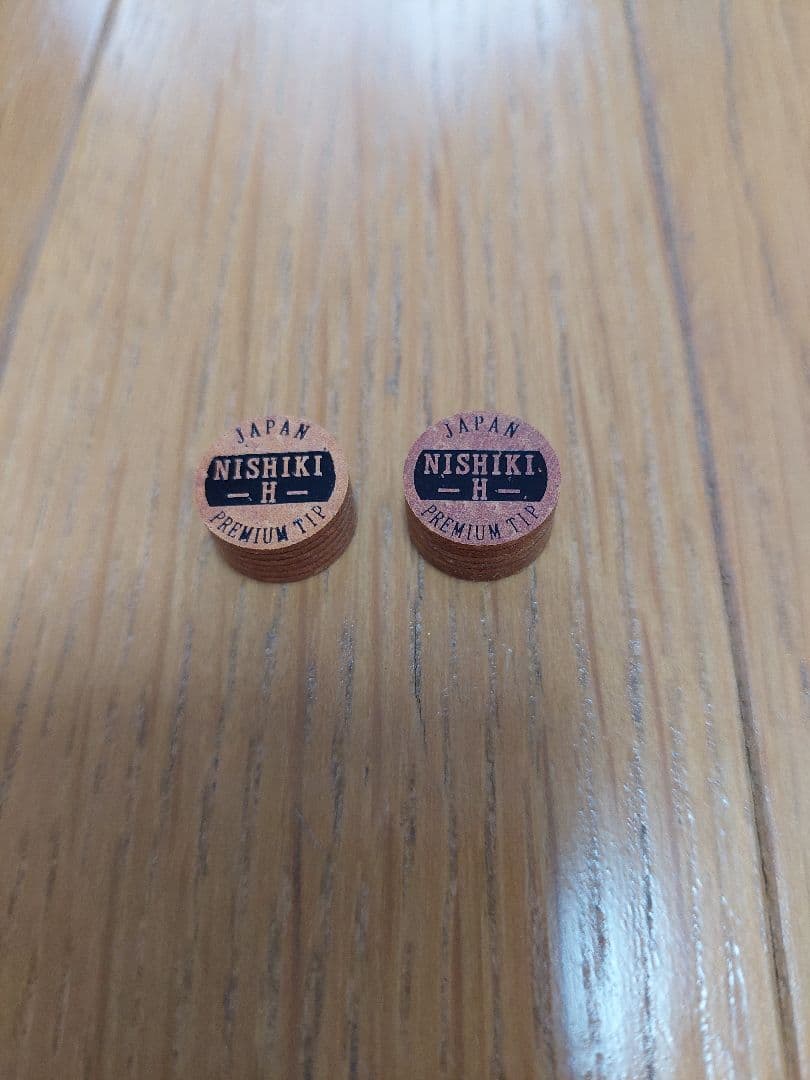 JAPAN
NISHIKI
– H –
PREMIUM TIP
JAPAN
NISHIKI
– H –
PREMIUM TIP